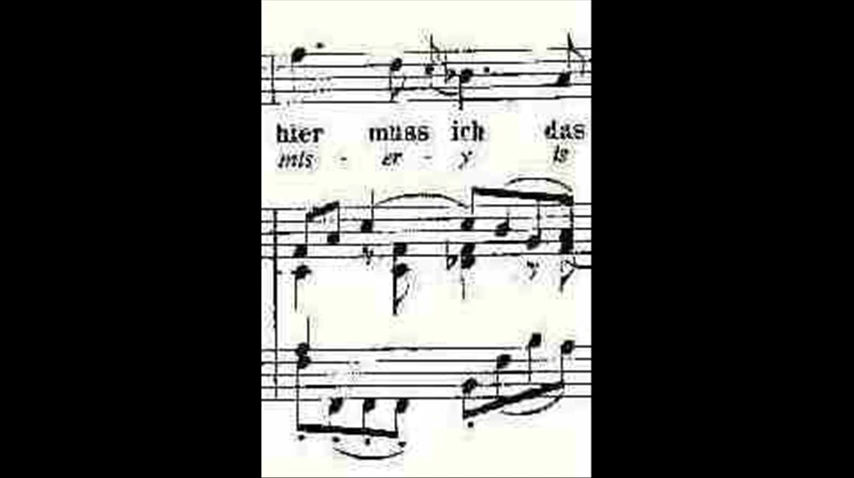 hier muss ich das
mis - er - y is